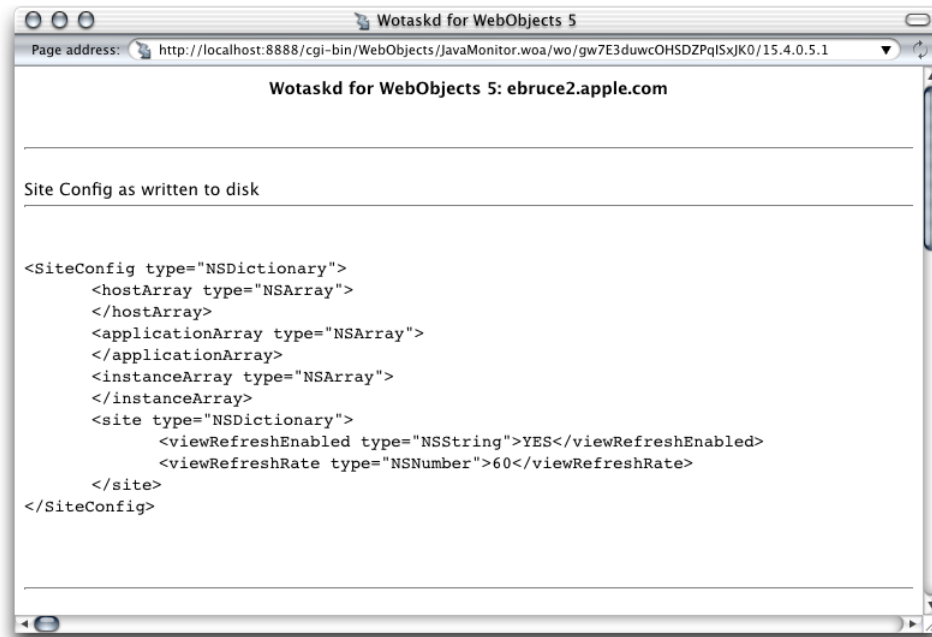 Wotaskd for WebObjects 5
Page address: http://localhost:8888/cgi-bin/WebObjects/JavaMonitor.woa/wo/gw7E3duwcOHSDZPqISxJK0/15.4.0.5.1
Wotaskd for WebObjects 5: ebruce2.apple.com
Site Config as written to disk
<SiteConfig type="NSDictionary">
<hostArray type="NSArray">
</hostArray>
<applicationArray type="NSArray">
</applicationArray>
<instanceArray type="NSArray">
</instanceArray>
<site type="NSDictionary">
<viewRefreshEnabled type="NSString">YES</viewRefreshEnabled>
<viewRefreshRate type="NSNumber">60</viewRefreshRate>
</site>
</SiteConfig>